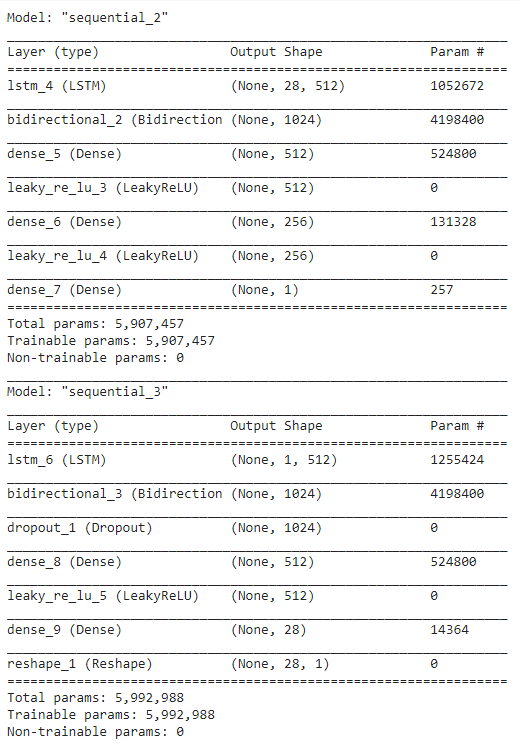 Model: "sequential_2"
Layer (type) Output Shape Param #
lstm_4 (LSTM) (None, 28, 512) 1052672
bidirectional_2 (Bidirection (None, 1024) 4198400
dense_5 (Dense) (None, 512) 524800
leaky_re_lu_3 (LeakyReLU) (None, 512) 0
dense_6 (Dense) (None, 256) 131328
leaky_re_lu_4 (LeakyReLU) (None, 256) 0
dense_7 (Dense) (None, 1) 257
Total params: 5,907,457
Trainable params: 5,907,457
Non-trainable params: 0
Model: "sequential_3"
Layer (type) Output Shape Param #
lstm_6 (LSTM) (None, 1, 512) 1255424
bidirectional_3 (Bidirection (None, 1024) 4198400
dropout_1 (Dropout) (None, 1024) 0
dense_8 (Dense) (None, 512) 524800
leaky_re_lu_5 (LeakyReLU) (None, 512) 0
dense_9 (Dense) (None, 28) 14364
reshape_1 (Reshape) (None, 28, 1) 0
Total params: 5,992,988
Trainable params: 5,992,988
Non-trainable params: 0